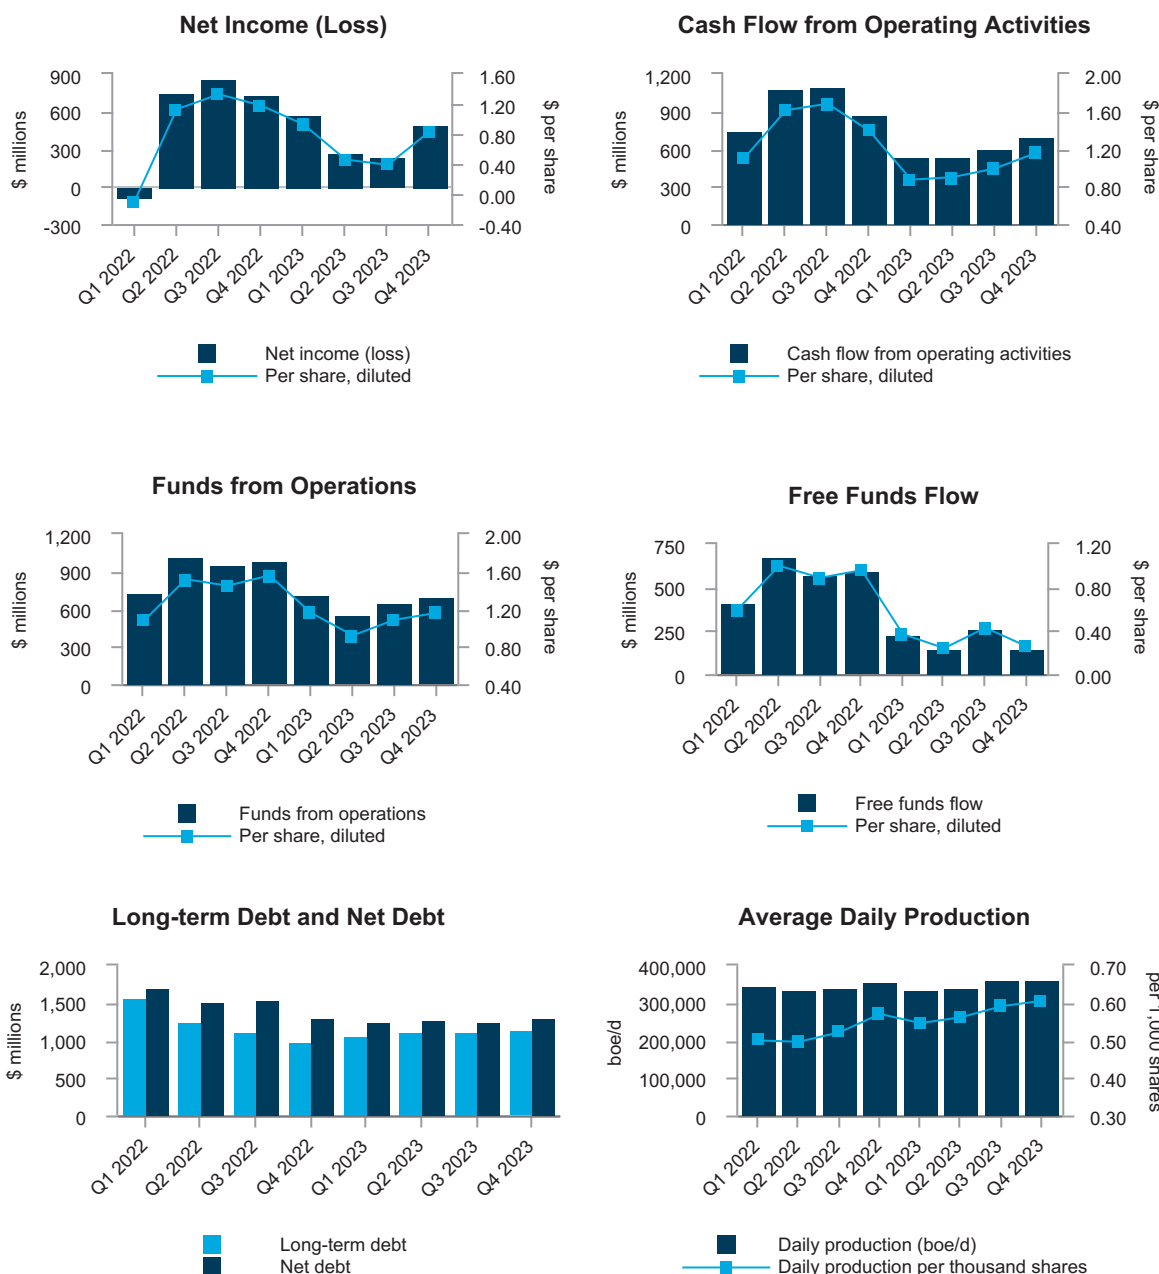 Net Income (Loss)
$ millions
900
600
300
0
-300
1.60
1.20
0.80
0.40
0.00
-0.40
$ per share
Q1 2022
Q2 2022
Q3 2022
Q4 2022
Q1 2023
Q2 2023
Q3 2023
Q4 2023
Net income (loss)
Per share, diluted
Cash Flow from Operating Activities
$ millions
1,200
900
600
300
0
2.00
1.60
1.20
0.80
0.40
$ per share
Q1 2022
Q2 2022
Q3 2022
Q4 2022
Q1 2023
Q2 2023
Q3 2023
Q4 2023
Cash flow from operating activities
Per share, diluted
Funds from Operations
$ millions
1,200
900
600
300
0
2.00
1.60
1.20
0.80
0.40
$ per share
Q1 2022
Q2 2022
Q3 2022
Q4 2022
Q1 2023
Q2 2023
Q3 2023
Q4 2023
Funds from operations
Per share, diluted
Free Funds Flow
$ millions
750
500
250
0
1.20
0.80
0.40
0.00
$ per share
Q1 2022
Q2 2022
Q3 2022
Q4 2022
Q1 2023
Q2 2023
Q3 2023
Q4 2023
Free funds flow
Per share, diluted
Long-term Debt and Net Debt
$ millions
2,000
1,500
1,000
500
0
Q1 2022
Q2 2022
Q3 2022
Q4 2022
Q1 2023
Q2 2023
Q3 2023
Q4 2023
Long-term debt
Net debt
Average Daily Production
boe/d
400,000
300,000
200,000
100,000
0
0.70
0.60
0.50
0.40
0.30
per 1,000 shares
Q1 2022
Q2 2022
Q3 2022
Q4 2022
Q1 2023
Q2 2023
Q3 2023
Q4 2023
Daily production (boe/d)
Daily production per thousand shares